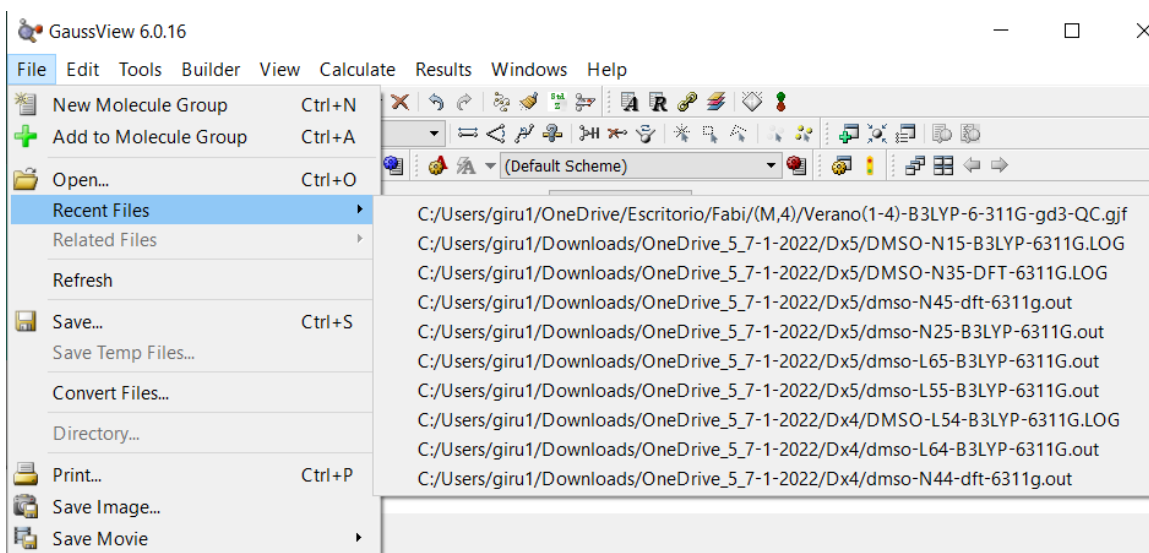 GaussView 6.0.16
File Edit Tools Builder View Calculate Results Windows Help
New Molecule Group Ctrl+N
Add to Molecule Group Ctrl+A
Open... Ctrl+O
(Default Scheme)
Recent Files
Related Files
Refresh
Save... Ctrl+S
Save Temp Files...
Convert Files...
Directory...
Print... Ctrl+P
Save Image...
Save Movie
C:/Users/giru1/OneDrive/Escritorio/Fabi/(M,4)/Verano(1-4)-B3LYP-6-311G-gd3-QC.gjf
C:/Users/giru1/Downloads/OneDrive_5_7-1-2022/Dx5/DMSO-N15-B3LYP-6311G.LOG
C:/Users/giru1/Downloads/OneDrive_5_7-1-2022/Dx5/DMSO-N35-DFT-6311G.LOG
C:/Users/giru1/Downloads/OneDrive_5_7-1-2022/Dx5/dmso-N45-dft-6311g.out
C:/Users/giru1/Downloads/OneDrive_5_7-1-2022/Dx5/dmso-N25-B3LYP-6311G.out
C:/Users/giru1/Downloads/OneDrive_5_7-1-2022/Dx5/dmso-L65-B3LYP-6311G.out
C:/Users/giru1/Downloads/OneDrive_5_7-1-2022/Dx5/dmso-L55-B3LYP-6311G.out
C:/Users/giru1/Downloads/OneDrive_5_7-1-2022/Dx4/DMSO-L54-B3LYP-6311G.LOG
C:/Users/giru1/Downloads/OneDrive_5_7-1-2022/Dx4/dmso-L64-B3LYP-6311G.out
C:/Users/giru1/Downloads/OneDrive_5_7-1-2022/Dx4/dmso-N44-dft-6311g.out